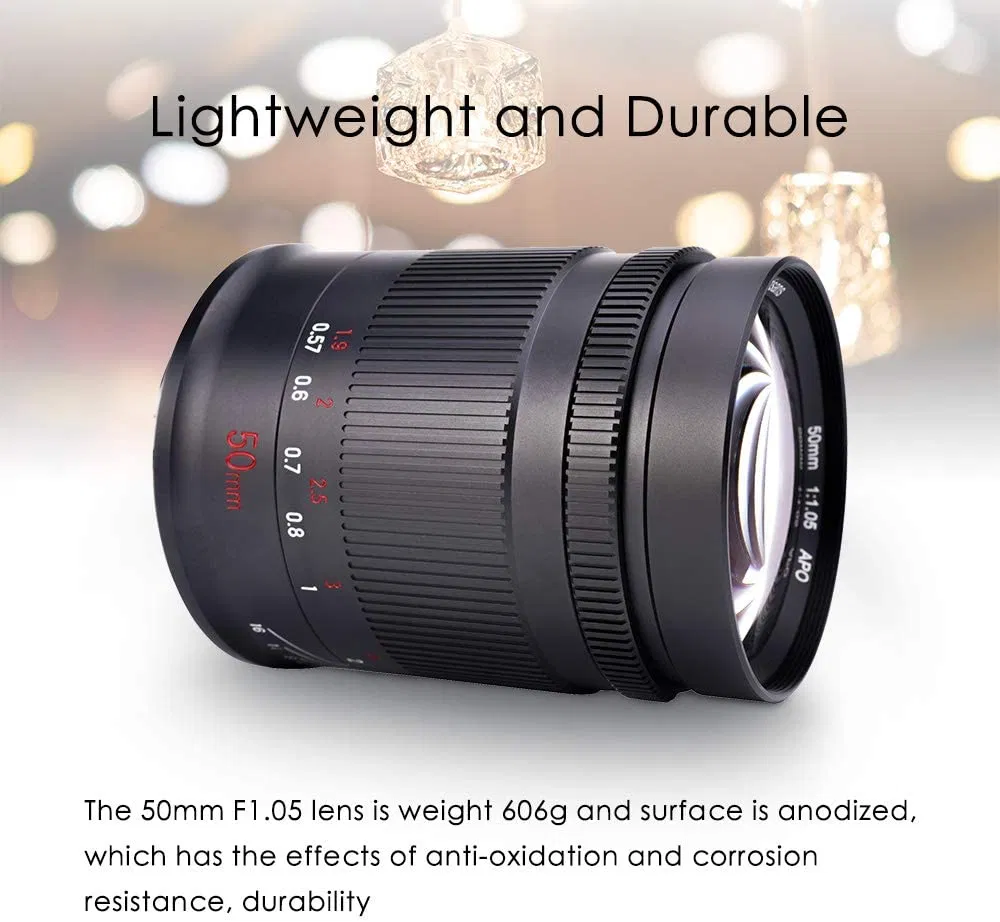 Lightweight and Durable
1.9
0.57
2
0.6
50mm
0.7
2.5
0.8
3
1
16
2
50mm 1:1.05 APO
The 50mm F1.05 lens is weight 606g and surface is anodized,
which has the effects of anti-oxidation and corrosion
resistance, durability